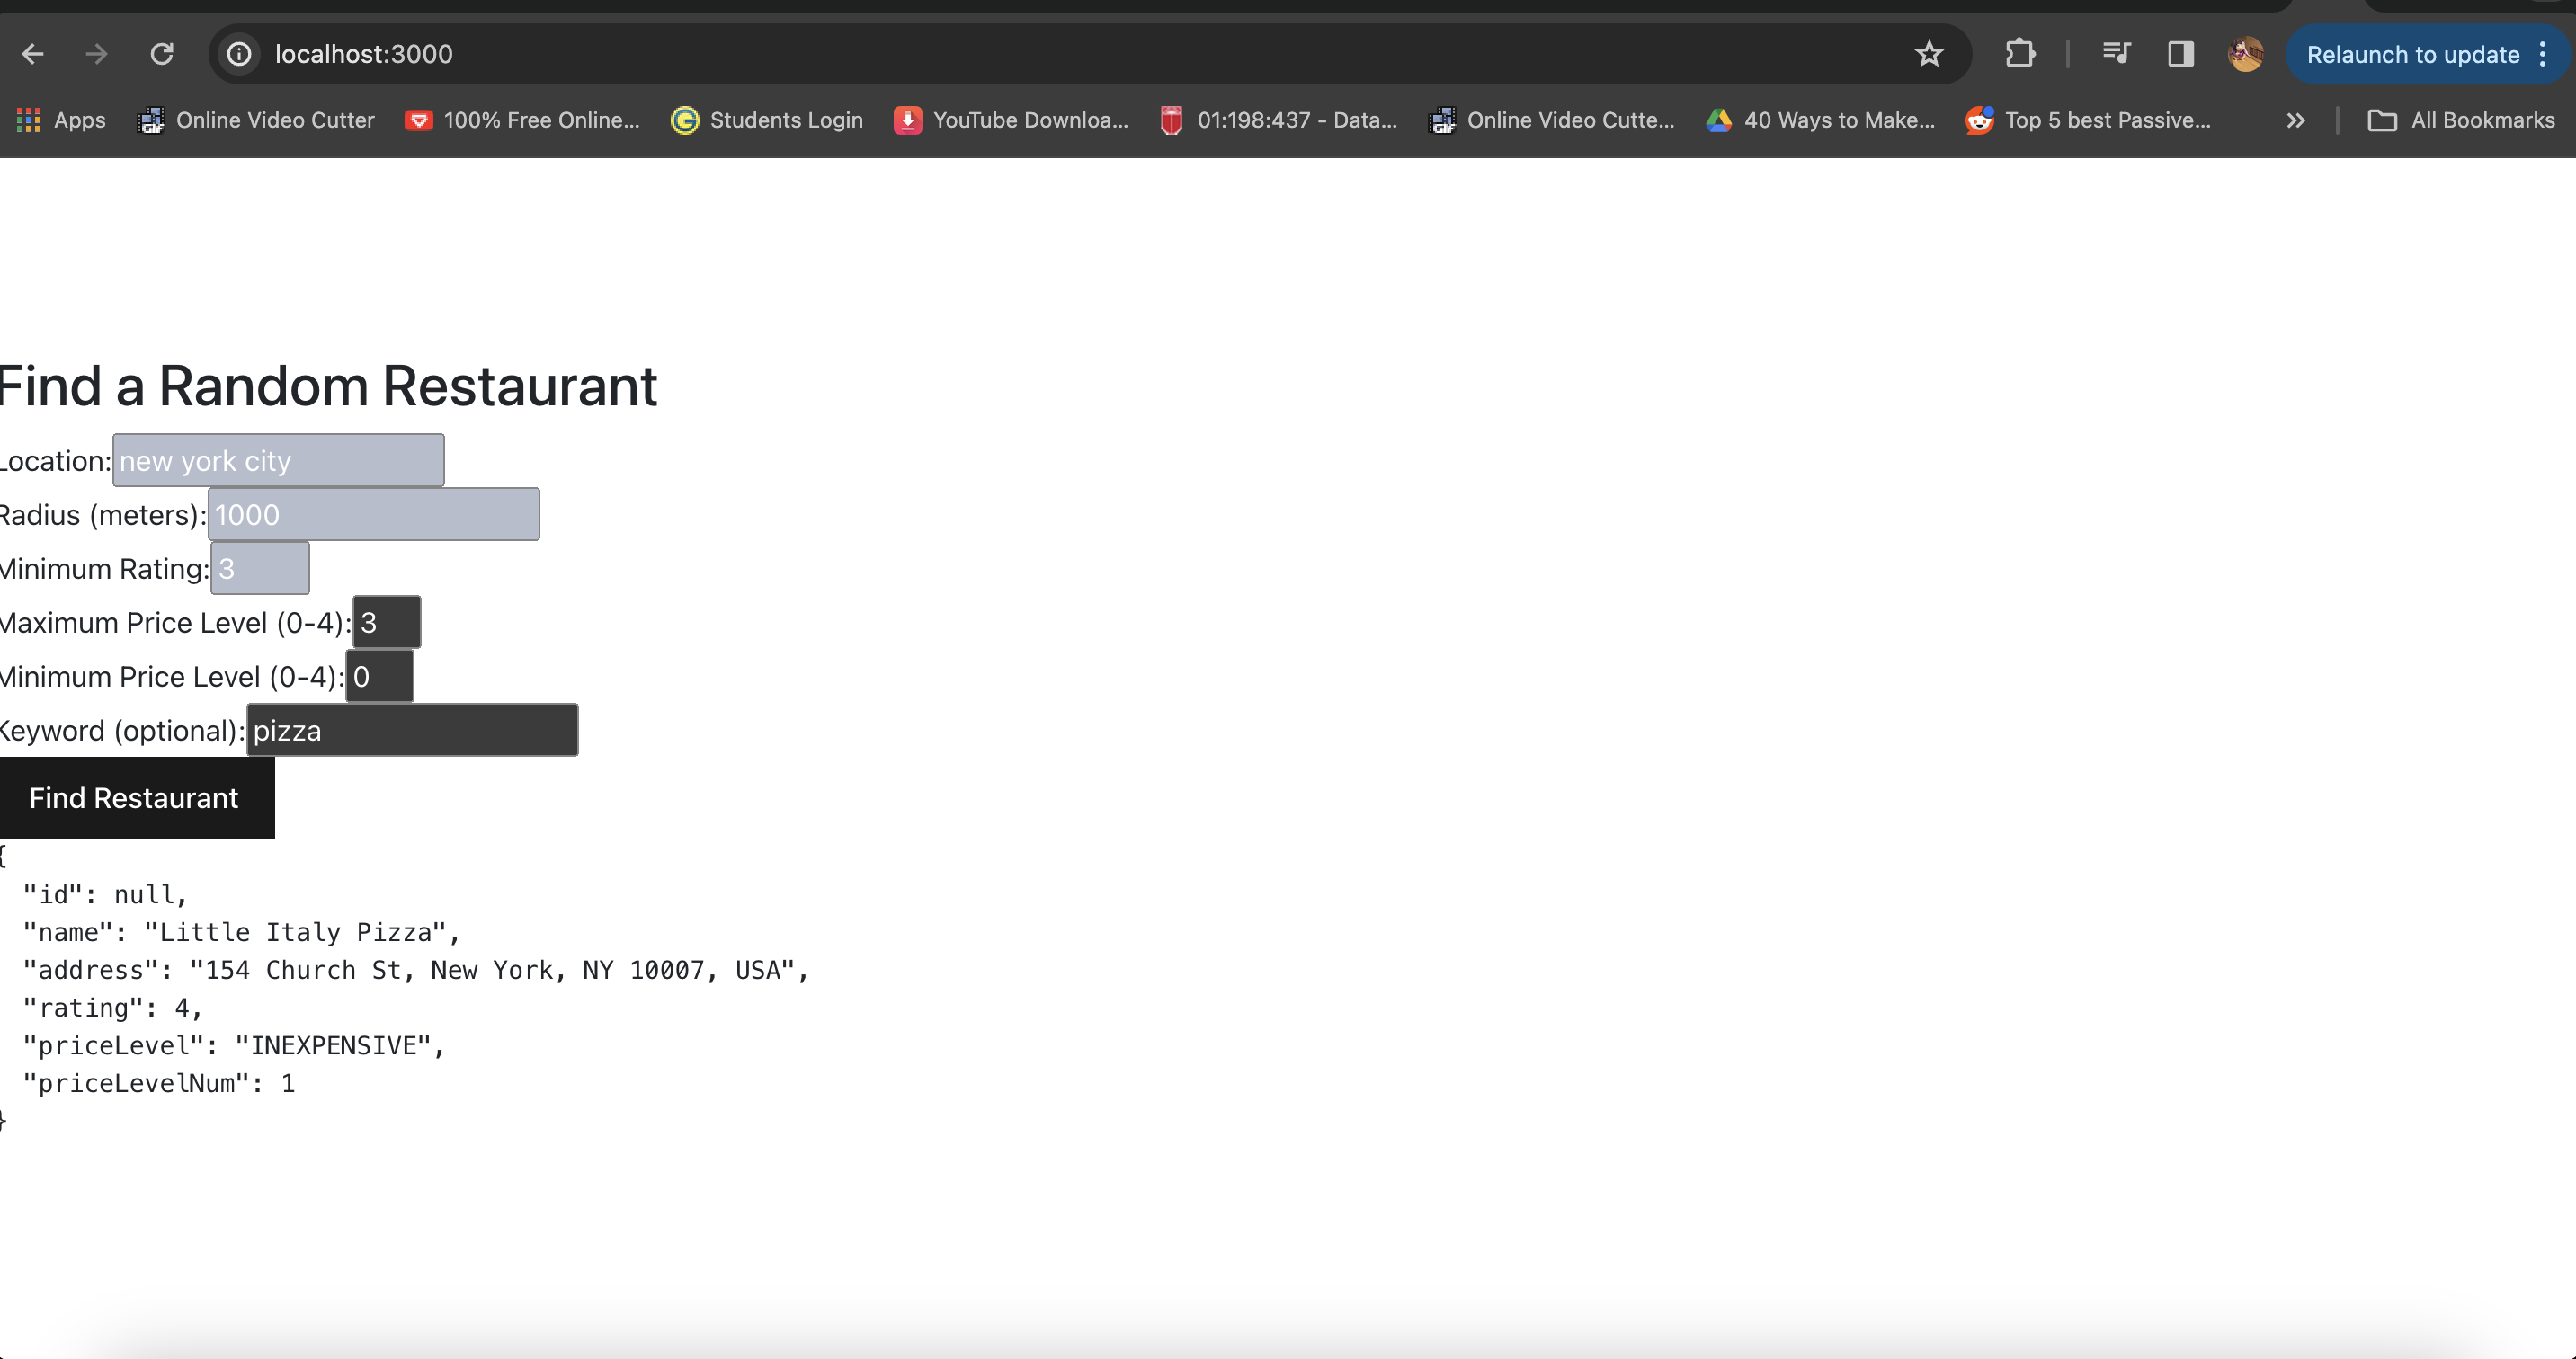 localhost:3000
Relaunch to update
Apps
Online Video Cutter
100% Free Online...
Students Login
YouTube Downloa...
01:198:437 - Data...
Online Video Cutte...
40 Ways to Make...
Top 5 best Passive...
All Bookmarks
Find a Random Restaurant
Location: new york city
Radius (meters): 1000
Minimum Rating: 3
Maximum Price Level (0-4): 3
Minimum Price Level (0-4): 0
Keyword (optional): pizza
Find Restaurant
{
"id": null,
"name": "Little Italy Pizza",
"address": "154 Church St, New York, NY 10007, USA",
"rating": 4,
"priceLevel": "INEXPENSIVE",
"priceLevelNum": 1
}